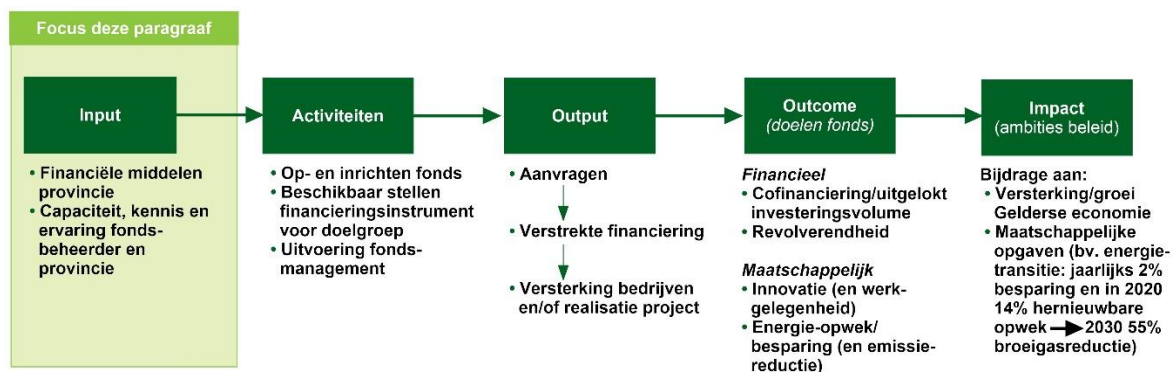 Focus deze paragraaf
Input
• Financiële middelen
provincie
• Capaciteit, kennis en
ervaring fonds-
beheerder en
provincie
Activiteiten
• Op- en inrichten fonds
• Beschikbaar stellen
financieringsinstrument
voor doelgroep
• Uitvoering fonds-
management
Output
• Aanvragen
• Verstrekte financiering
• Versterking bedrijven
en/of realisatie project
Outcome
(doelen fonds)
Financieel
• Cofinanciering/uitgelokt
investeringsvolume
• Revolverendheid
Maatschappelijk
• Innovatie (en werk-
gelegenheid)
• Energie-opwek/
besparing (en emissie-
reductie)
Impact
(ambities beleid)
Bijdrage aan:
• Versterking/groei
Gelderse economie
• Maatschappelijke
opgaven (bv. energie-
transitie: jaarlijks 2%
besparing en in 2020
14% hernieuwbare
opwek → 2030 55%
broeigasreductie)